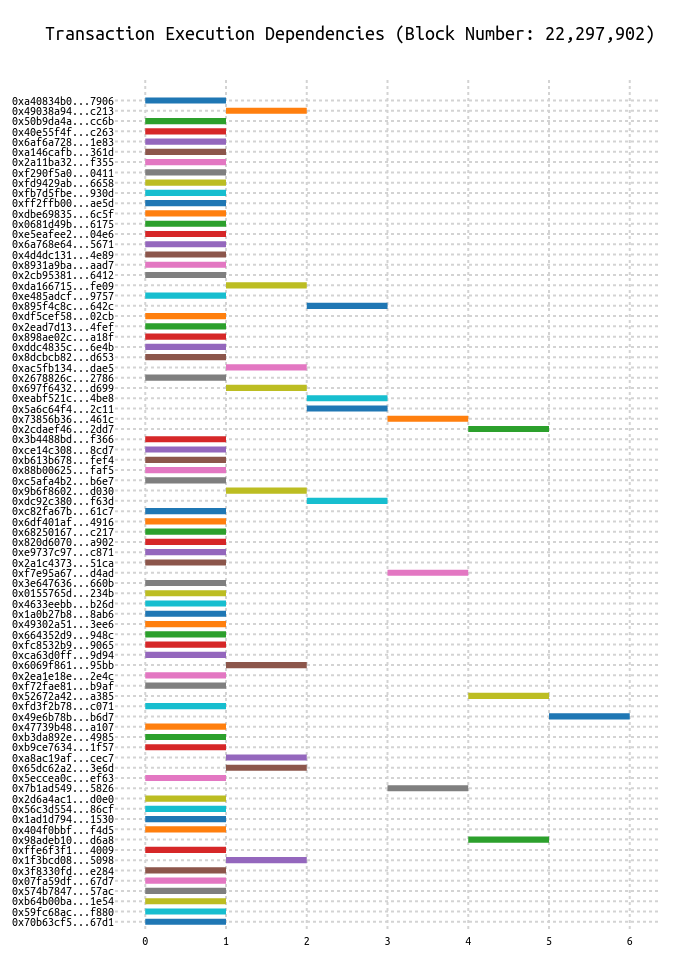 Transaction Execution Dependencies (Block Number: 22,297,902)
0xa40834b0...7906
0x49038a94...c213
0x50b9da4a...cc6b
0x40e55f4f...c263
0x6af6a728...1e83
0xa146cafb...361d
0x2a11ba32...f355
0xf290f5a0...0411
0xfd9429ab...6658
0xfb7d5fbe...930d
0xff2ffb00...ae5d
0xdbe69835...6c5f
0x0681d49b...6175
0xe5eafee2...04e6
0x6a768e64...5671
0x4d4dc131...4e89
0x8931a9ba...aad7
0x2cb95381...6412
0xda166715...fe09
0xe485adcf...9757
0x895f4c8c...642c
0xdf5cef58...02cb
0x2ead7d13...4fef
0x898ae02c...a18f
0xddc4835c...6e4b
0x8dcbcb82...d653
0xac5fb134...dae5
0x2678826c...2786
0x697f6432...d699
0xeabf521c...4be8
0x5a6c64f4...2c11
0x73856b36...461c
0x2cdaef46...2dd7
0x3b4488bd...f366
0xce14c308...8cd7
0xb613b678...fef4
0x88b00625...faf5
0xc5afa4b2...b6e7
0x9b6f8602...d030
0xdc92c380...f63d
0xc82fa67b...61c7
0x6df401af...4916
0x68250167...c217
0x820d6070...a902
0xe9737c97...c871
0x2a1c4373...51ca
0xf7e95a67...d4ad
0x3e647636...660b
0x0155765d...234b
0x4633eebb...b26d
0x1a0b27b8...8ab6
0x49302a51...3ee6
0x664352d9...948c
0xfc8532b9...9065
0xca63d0ff...9d94
0x6069f861...95bb
0x2ea1e18e...2e4c
0xf72fae81...b9af
0x52672a42...a385
0xfd3f2b78...c071
0x49e6b78b...b6d7
0x47739b48...a107
0xb3da892e...4985
0xb9ce7634...1f57
0xa8ac19af...cec7
0x65dc62a2...3e6d
0x5eccea0c...ef63
0x7b1ad549...5826
0x2d6a4ac1...d0e0
0x56c3d554...86cf
0x1ad1d794...1530
0x404f0bbf...f4d5
0x98adeb10...d6a8
0xffe6f3f1...4009
0x1f3bcd08...5098
0x3f8330fd...e284
0x07fa59df...67d7
0x574b7847...57ac
0xb64b00ba...1e54
0x59fc68ac...f880
0x70b63cf5...67d1
0 1 2 3 4 5 6